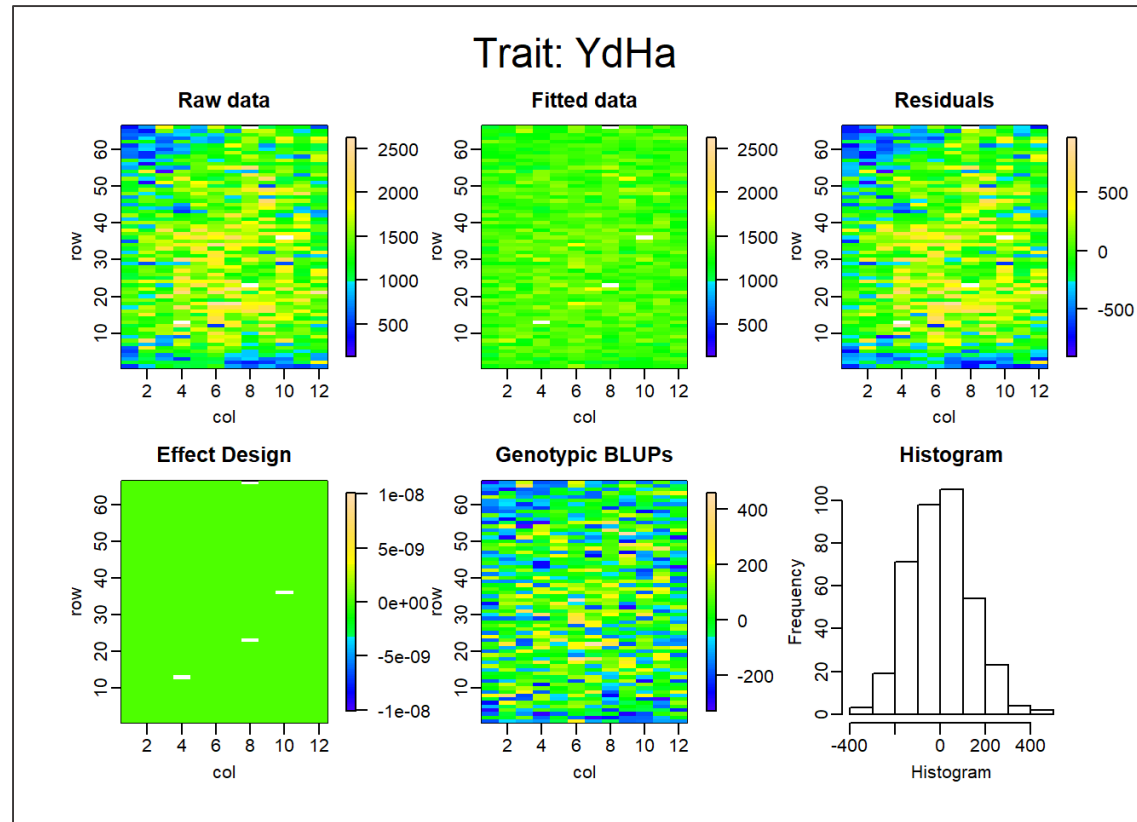 Trait: YdHa
Raw data
row
60
50
40
30
20
10
2 4 6 8 10 12
col
2500
2000
1500
1000
500
Fitted data
row
60
50
40
30
20
10
2 4 6 8 10 12
col
2500
2000
1500
1000
500
Residuals
row
60
50
40
30
20
10
2 4 6 8 10 12
col
500
0
-500
Effect Design
row
60
50
40
30
20
10
2 4 6 8 10 12
col
1e-08
5e-09
0e+00
-5e-09
-1e-08
Genotypic BLUPs
row
60
50
40
30
20
10
2 4 6 8 10 12
col
400
200
0
-200
Histogram
Frequency
100
80
60
40
20
0
-400 0 200 400
Histogram